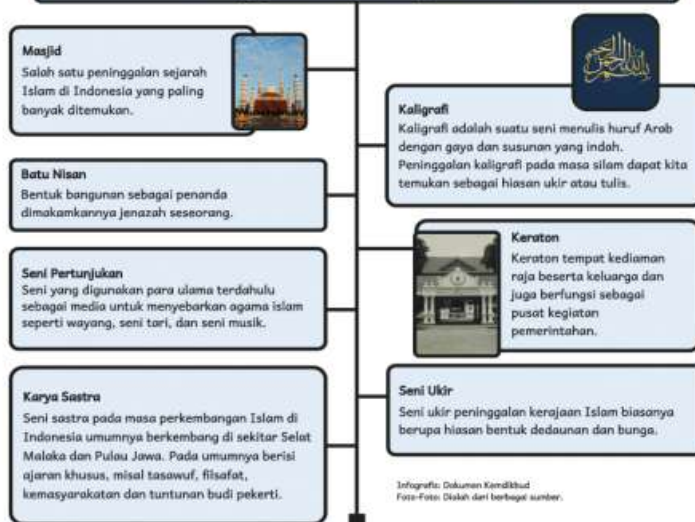 Masjid
Salah satu peninggalan sejarah
Islam di Indonesia yang paling
banyak ditemukan.
Kaligrafi
Kaligrafi adalah suatu seni menulis huruf Arab
dengan gaya dan susunan yang indah.
Peninggalan kaligrafi pada masa silam dapat kita
temukan sebagai hiasan ukir atau tulis.
Batu Nisan
Bentuk bangunan sebagai penanda
dimakamkannya jenazah seseorang.
Keraton
Keraton tempat kediaman
raja beserta keluarga dan
juga berfungsi sebagai
pusat kegiatan
pemerintahan.
Seni Pertunjukan
Seni yang digunakan para ulama terdahulu
sebagai media untuk menyebarkan agama islam
seperti wayang, seni tari, dan seni musik.
Seni Ukir
Seni ukir peninggalan kerajaan Islam biasanya
berupa hiasan bentuk dedaunan dan bunga.
Karya Sastra
Seni sastra pada masa perkembangan Islam di
Indonesia umumnya berkembang di sekitar Selat
Malaka dan Pulau Jawa. Pada umumnya berisi
ajaran khusus, misal tasawuf, filsafat,
kemasyarakatan dan tuntunan budi pekerti.
Infografis: Dokumen Kemdikbud
Foto-Foto: Diolah dari berbagai sumber.